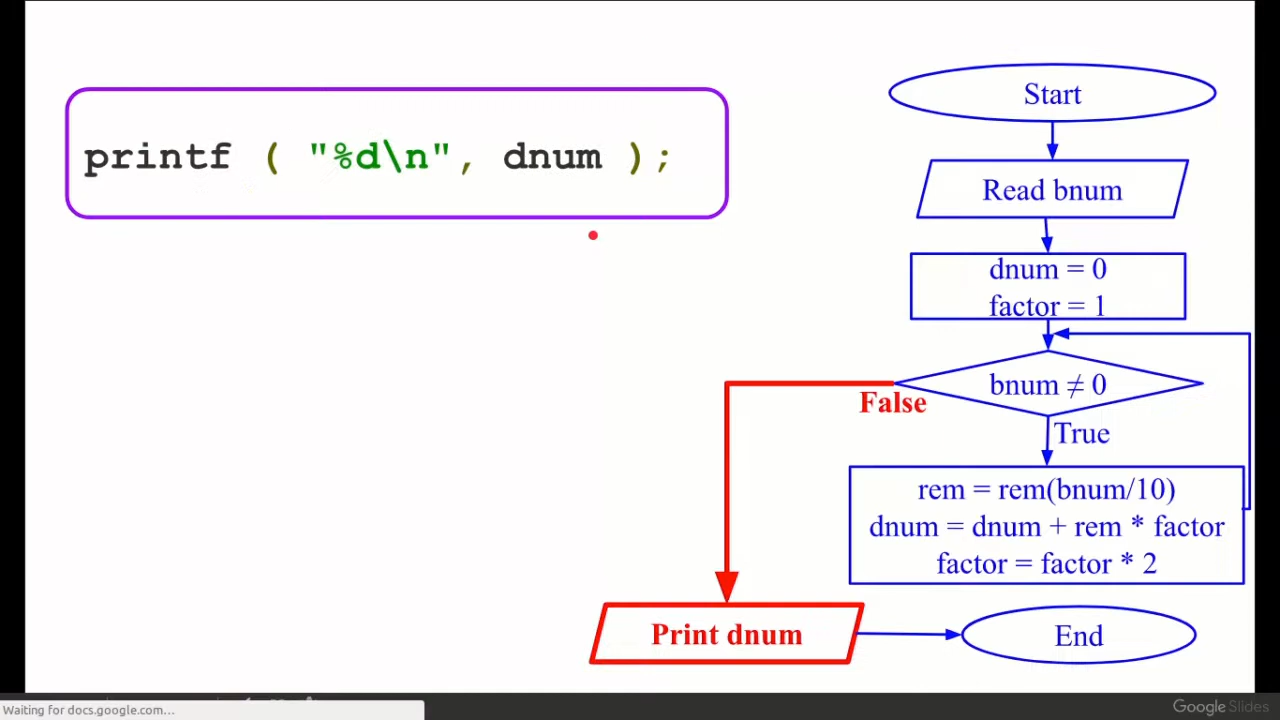 printf ( "%d\n", dnum );
Start
Read bnum
dnum = 0
factor = 1
bnum ≠ 0
False
True
rem = rem(bnum/10)
dnum = dnum + rem * factor
factor = factor * 2
Print dnum
End
Waiting for docs.google.com...
Google Slides